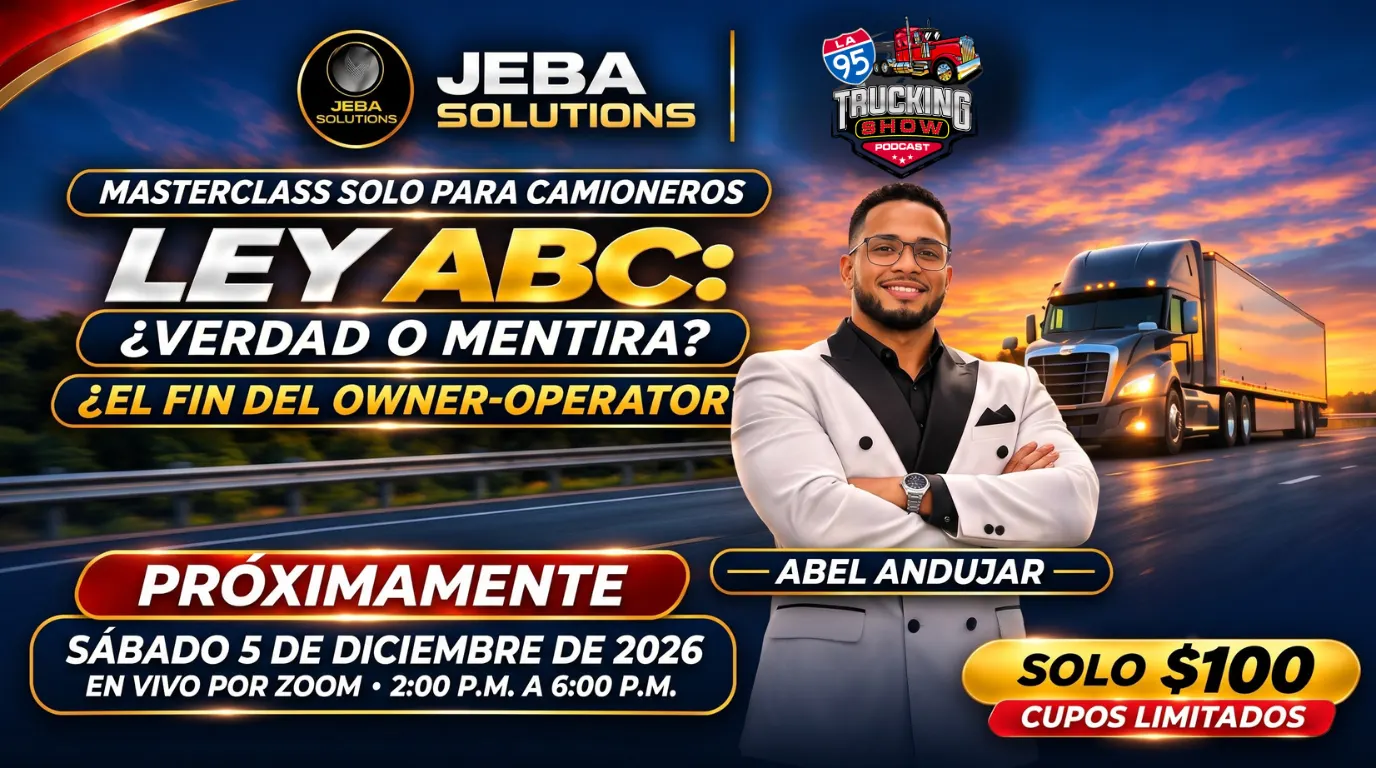 JEBA
SOLUTIONS
JEBA
SOLUTIONS
LA
95
TRUCKING
SHOW
PODCAST
MASTERCLASS SOLO PARA CAMIONEROS
LEY ABC:
¿VERDAD O MENTIRA?
¿EL FIN DEL OWNER-OPERATOR
PRÓXIMAMENTE
SÁBADO 5 DE DICIEMBRE DE 2026
EN VIVO POR ZOOM • 2:00 P.M. A 6:00 P.M.
ABEL ANDUJAR
SOLO $100
CUPOS LIMITADOS